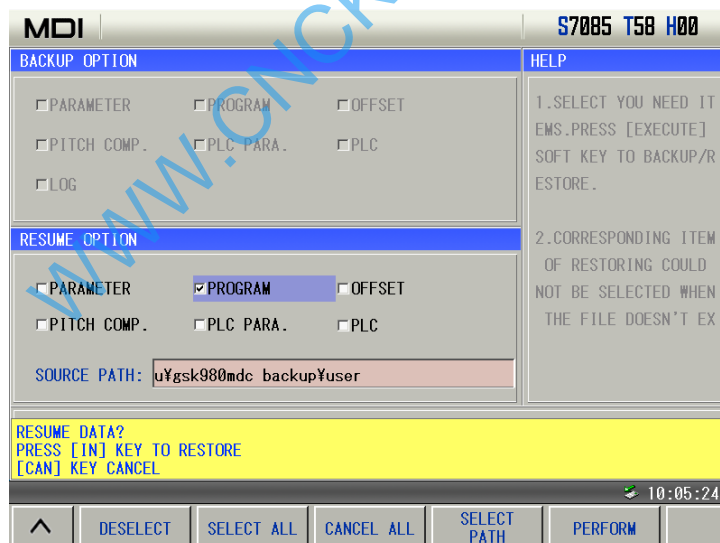 MDI
S7085 T58 H00
BACKUP OPTION
HELP
PARAMETER PROGRAM OFFSET
PITCH COMP. PLC PARA. PLC
LOG
1.SELECT YOU NEED IT
EMS.PRESS [EXECUTE]
SOFT KEY TO BACKUP/R
ESTORE.
2.CORRESPONDING ITEM
OF RESTORING COULD
NOT BE SELECTED WHEN
THE FILE DOESN'T EX
RESUME OPTION
PARAMETER PROGRAM OFFSET
PITCH COMP. PLC PARA. PLC
SOURCE PATH: u¥gsk980mdc backup¥user
RESUME DATA?
PRESS [IN] KEY TO RESTORE
[CAN] KEY CANCEL
10:05:24
DESELECT SELECT ALL CANCEL ALL SELECT PATH PERFORM
WWW.CNCK